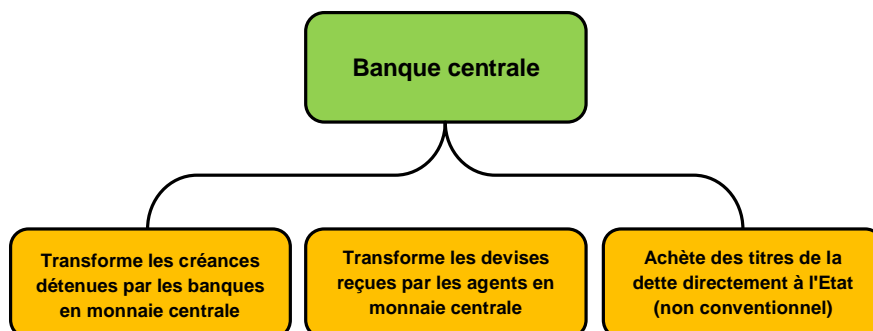 Banque centrale
Transforme les créances
détenues par les banques
en monnaie centrale
Transforme les devises
reçues par les agents en
monnaie centrale
Achète des titres de la
dette directement à l'Etat
(non conventionnel)